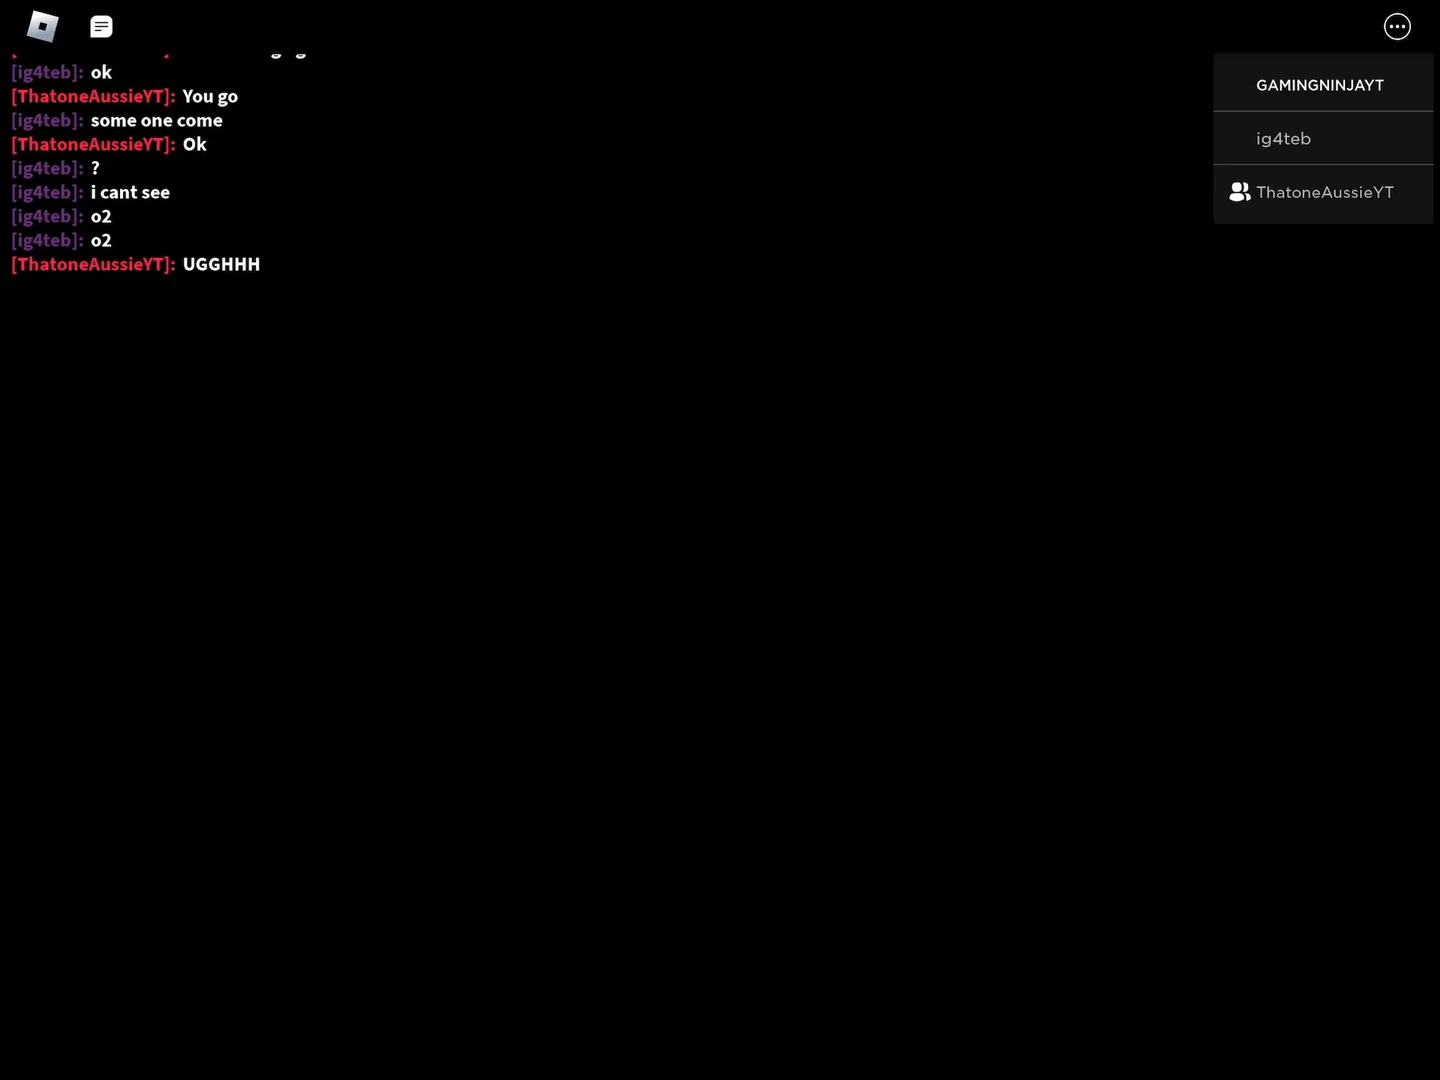 [ig4teb]: ok
[ThatoneAussieYT]: You go
[ig4teb]: some one come
[ThatoneAussieYT]: Ok
[ig4teb]: ?
[ig4teb]: i cant see
[ig4teb]: o2
[ig4teb]: o2
[ThatoneAussieYT]: UGGHHH
GAMINGNINJAYT
ig4teb
ThatoneAussieYT